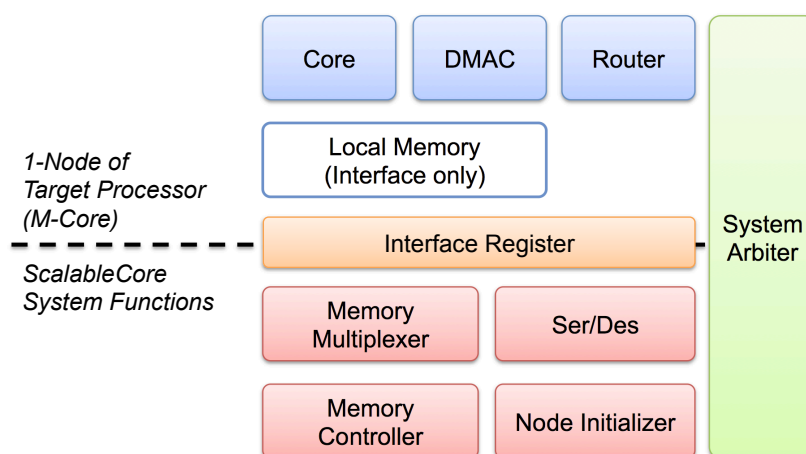 Core
DMAC
Router
Local Memory
(Interface only)
1-Node of
Target Processor
(M-Core)
Interface Register
System
Arbiter
ScalableCore
System Functions
Memory
Multiplexer
Ser/Des
Memory
Controller
Node Initializer